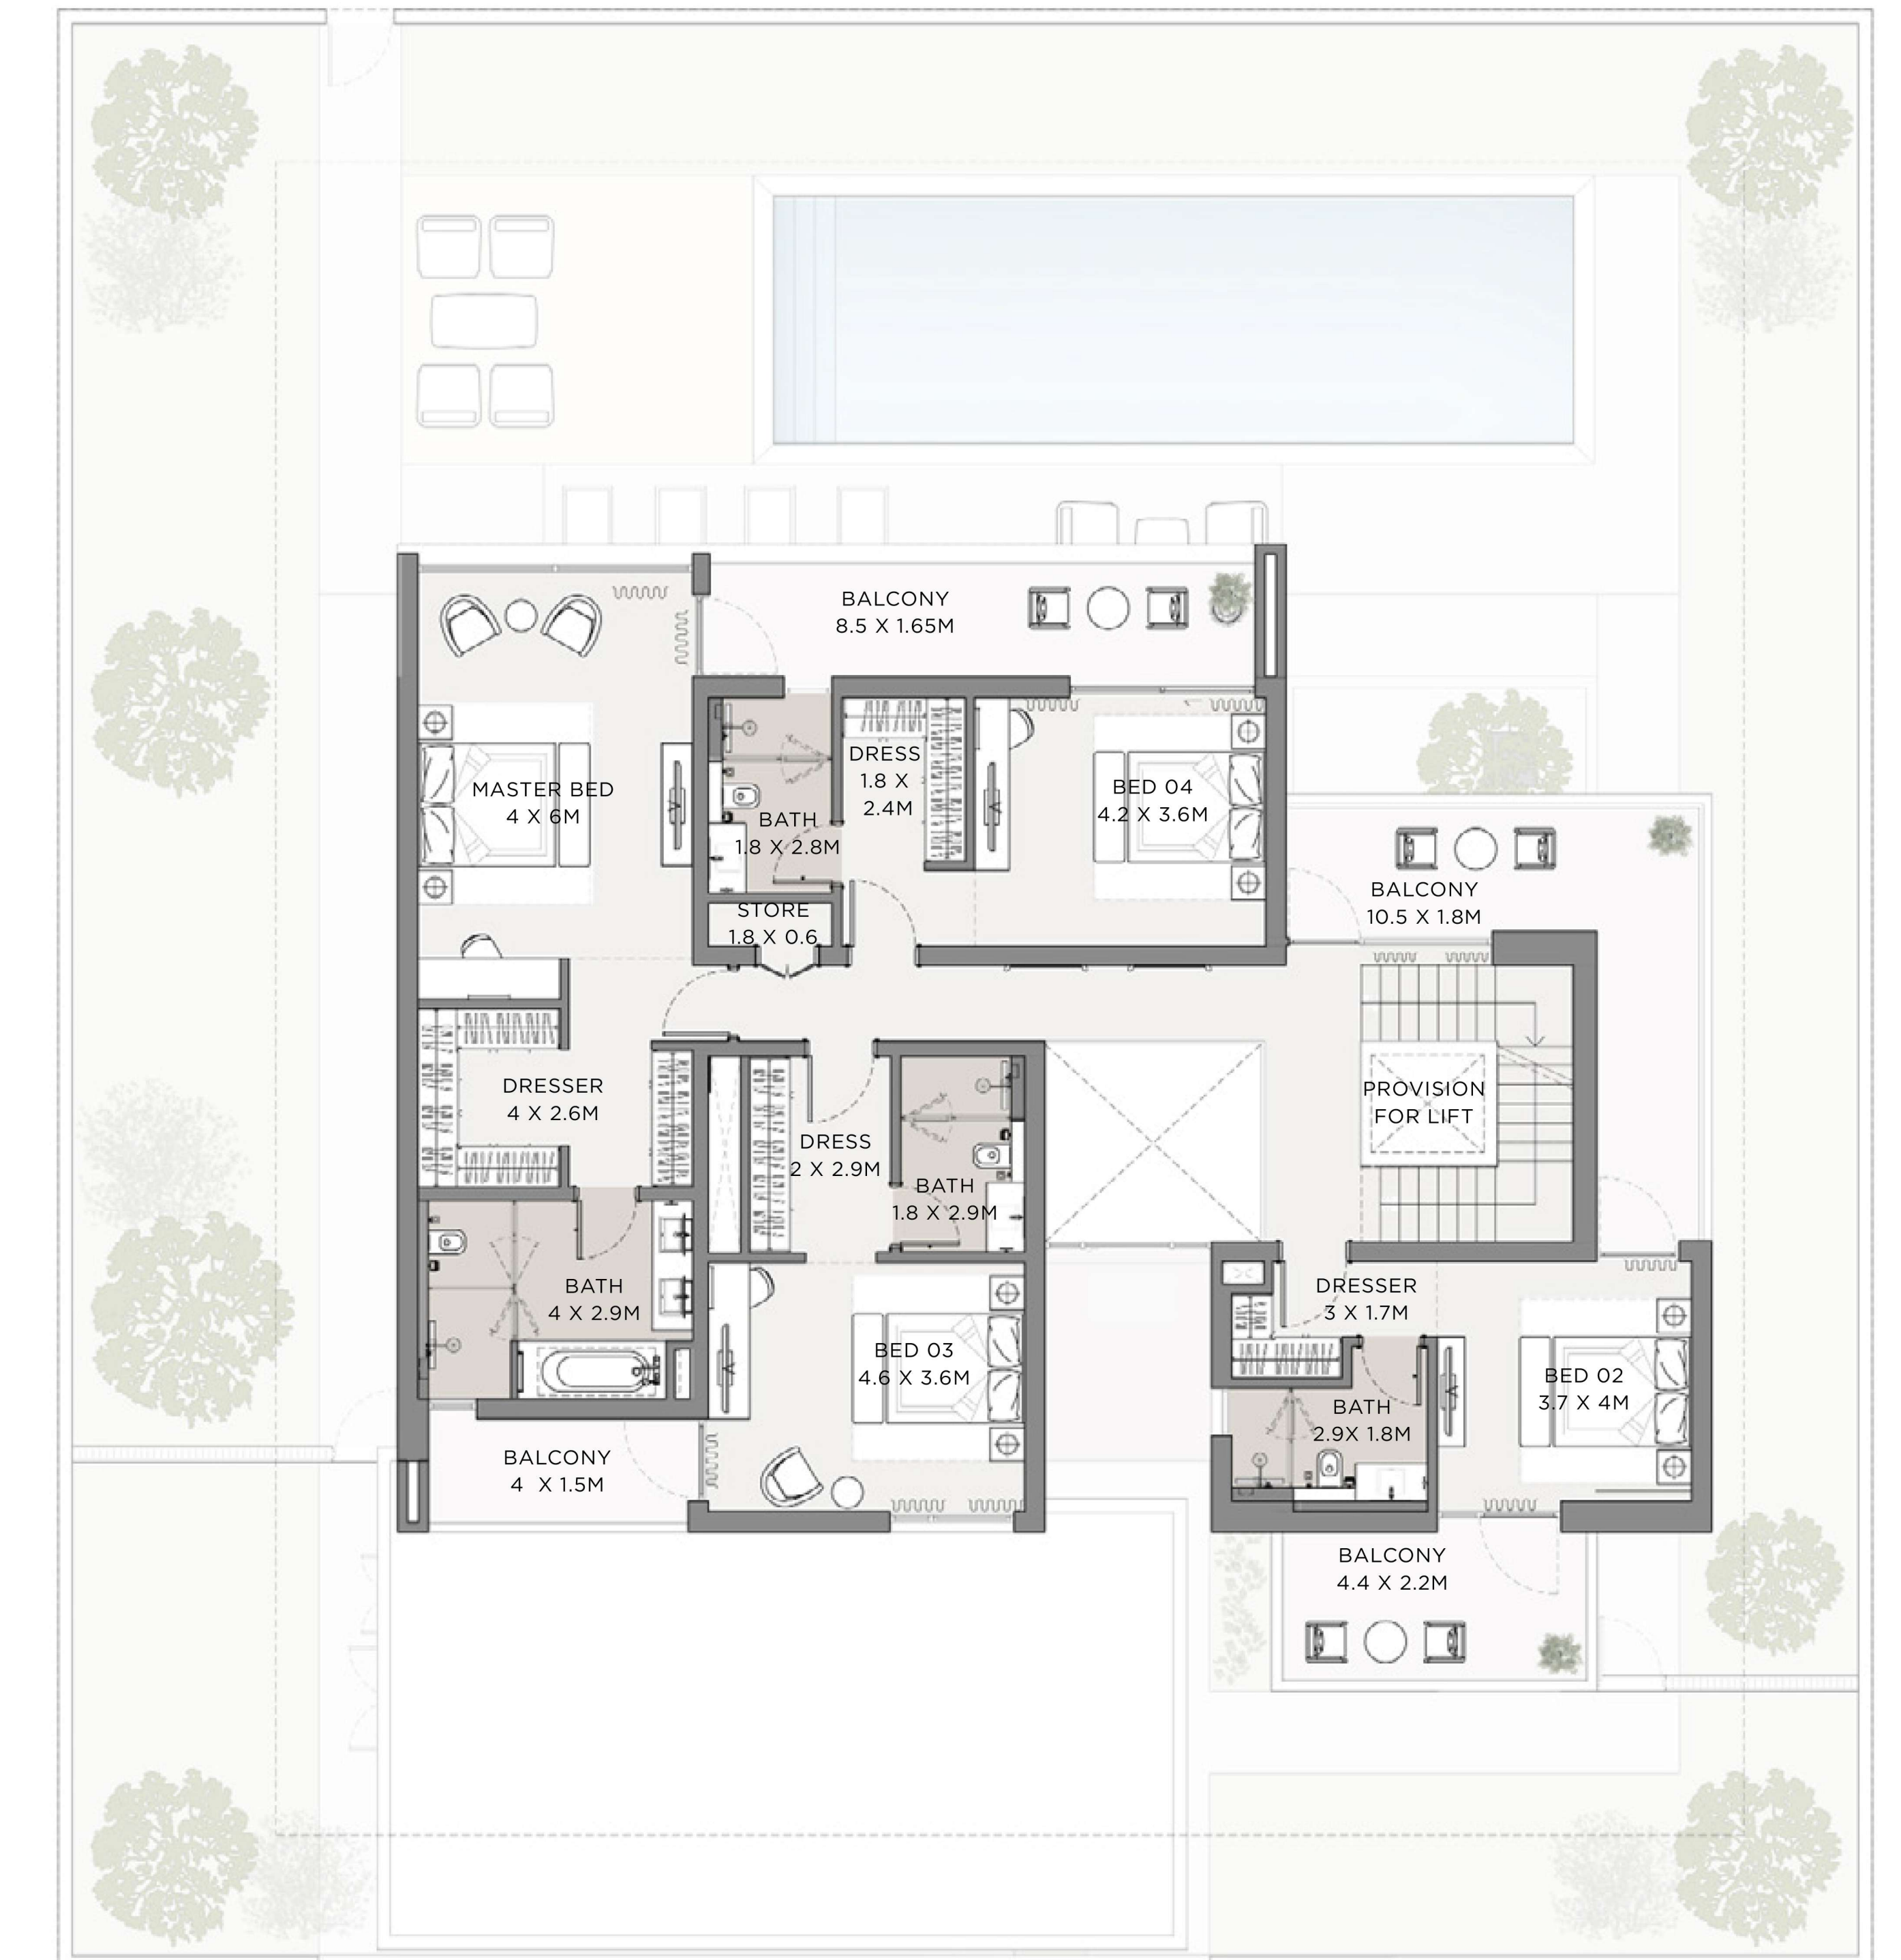 BALCONY
8.5 X 1.65M
MASTER BED
4 X 6M
DRESS
1.8 X
2.4M
BATH
1.8 X 2.8M
BED 04
4.2 X 3.6M
STORE
1.8 X 0.6
BALCONY
10.5 X 1.8M
DRESSER
4 X 2.6M
PROVISION
FOR LIFT
DRESS
2 X 2.9M
BATH
1.8 X 2.9M
BATH
4 X 2.9M
DRESSER
3 X 1.7M
BED 03
4.6 X 3.6M
BED 02
3.7 X 4M
BATH
2.9X 1.8M
BALCONY
4 X 1.5M
BALCONY
4.4 X 2.2M